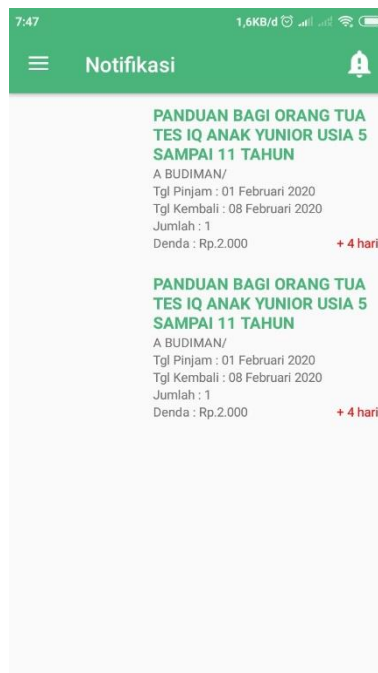 7:47 1,6KB/d
Notifikasi
PANDUAN BAGI ORANG TUA
TES IQ ANAK YUNIOR USIA 5
SAMPAI 11 TAHUN
A BUDIMAN/
Tgl Pinjam : 01 Februari 2020
Tgl Kembali : 08 Februari 2020
Jumlah : 1
Denda : Rp.2.000 + 4 hari
PANDUAN BAGI ORANG TUA
TES IQ ANAK YUNIOR USIA 5
SAMPAI 11 TAHUN
A BUDIMAN/
Tgl Pinjam : 01 Februari 2020
Tgl Kembali : 08 Februari 2020
Jumlah : 1
Denda : Rp.2.000 + 4 hari